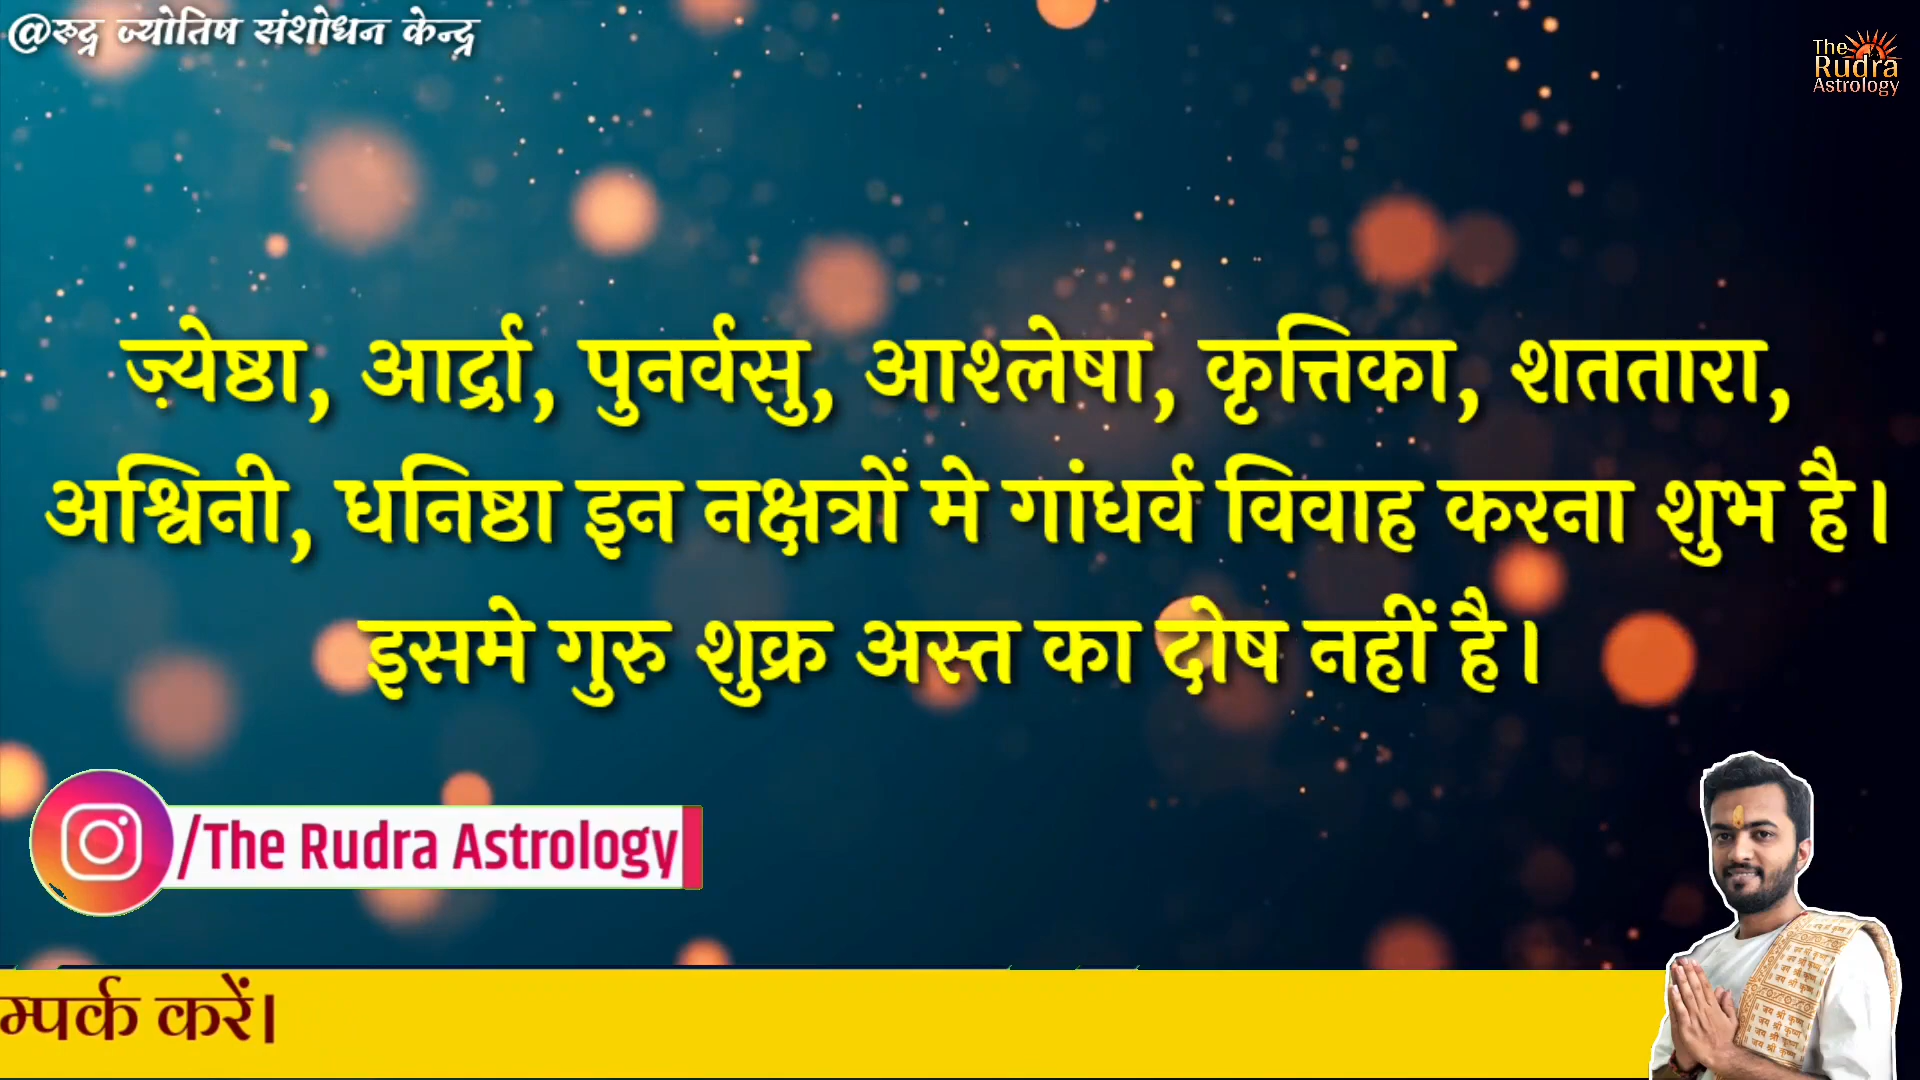 @रुद्र ज्योतिष संशोधन केन्द्र
The
Rudra
Astrology
ज़्येष्ठा, आर्द्रा, पुनर्वसु, आश्लेषा, कृत्तिका, शततारा,
अश्विनी, धनिष्ठा इन नक्षत्रों मे गांधर्व विवाह करना शुभ है।
इसमे गुरु शुक्र अस्त का दोष नहीं है।
/The Rudra Astrology
म्पर्क करें।